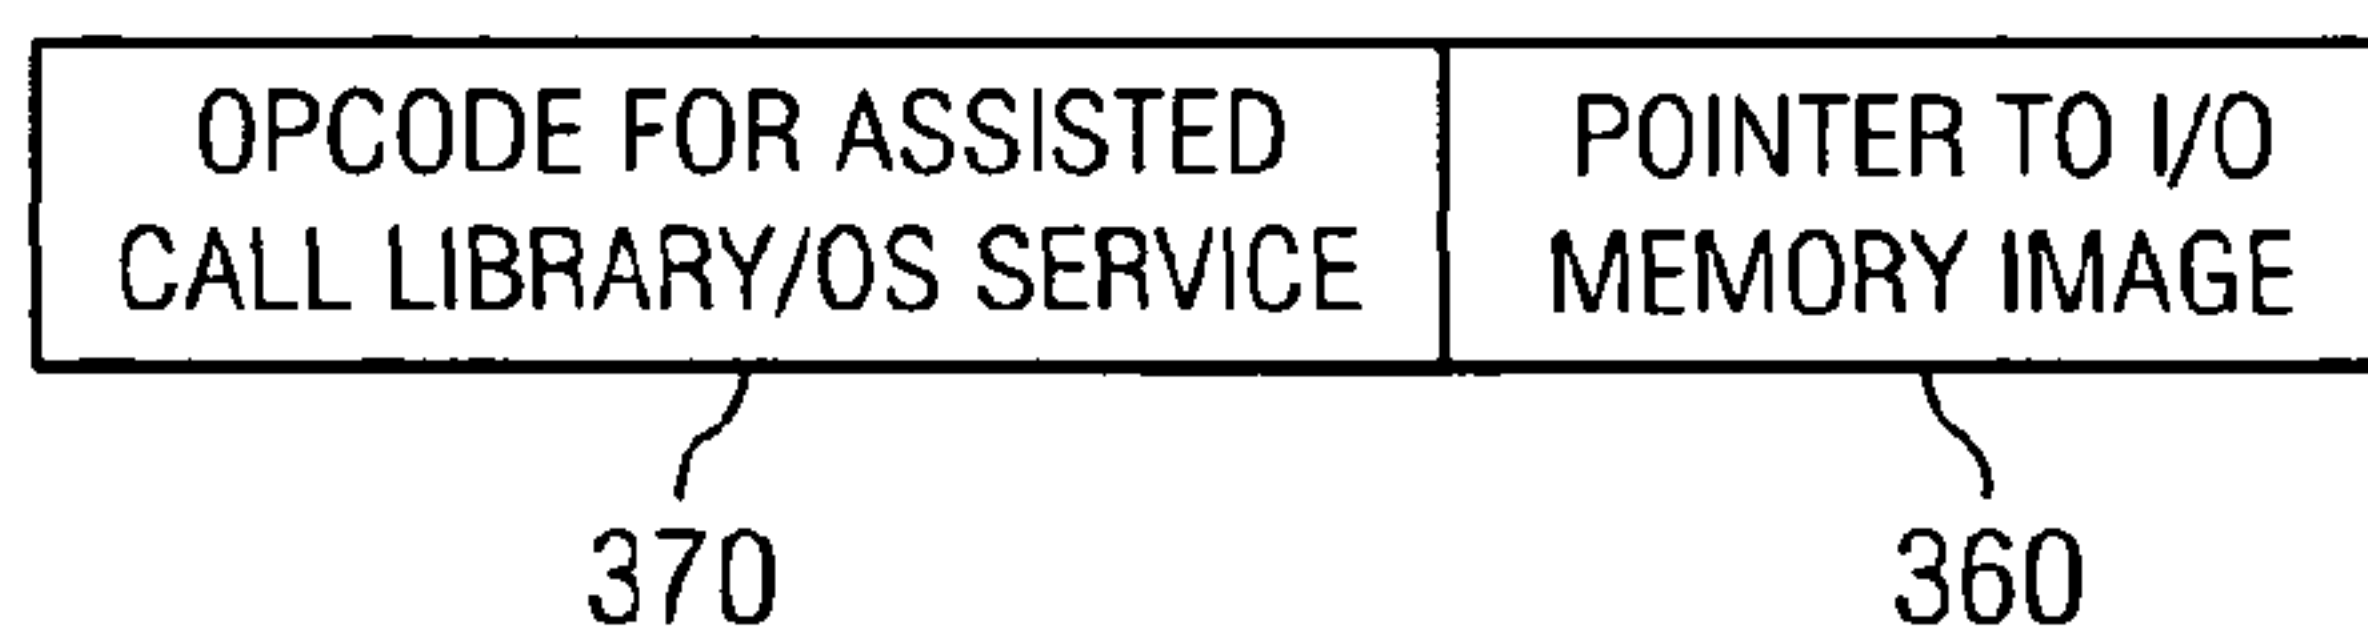 OPCODE FOR ASSISTED
CALL LIBRARY/OS SERVICE
POINTER TO I/O
MEMORY IMAGE
370
360